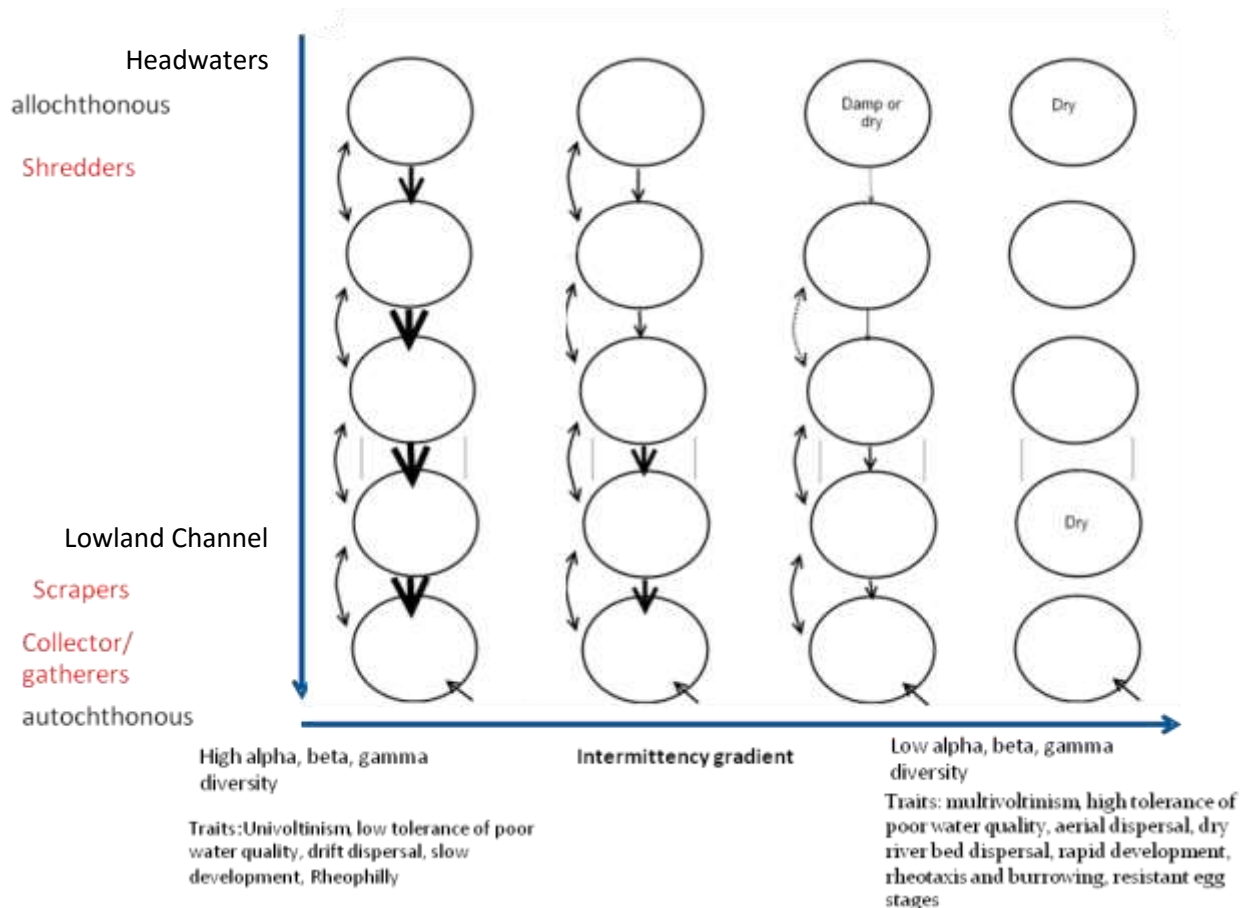 Headwaters
allochthonous
Shredders
Damp or
dry
Dry
Dry
Lowland Channel
Scrapers
Collector/
gatherers
autochthonous
High alpha, beta, gamma
diversity
Intermittency gradient
Low alpha, beta, gamma
diversity
Traits:Univoltinism, low tolerance of poor
water quality, drift dispersal, slow
development, Rheophilly
Traits: multivoltinism, high tolerance of
poor water quality, aerial dispersal, dry
river bed dispersal, rapid development,
rheotaxis and burrowing, resistant egg
stages